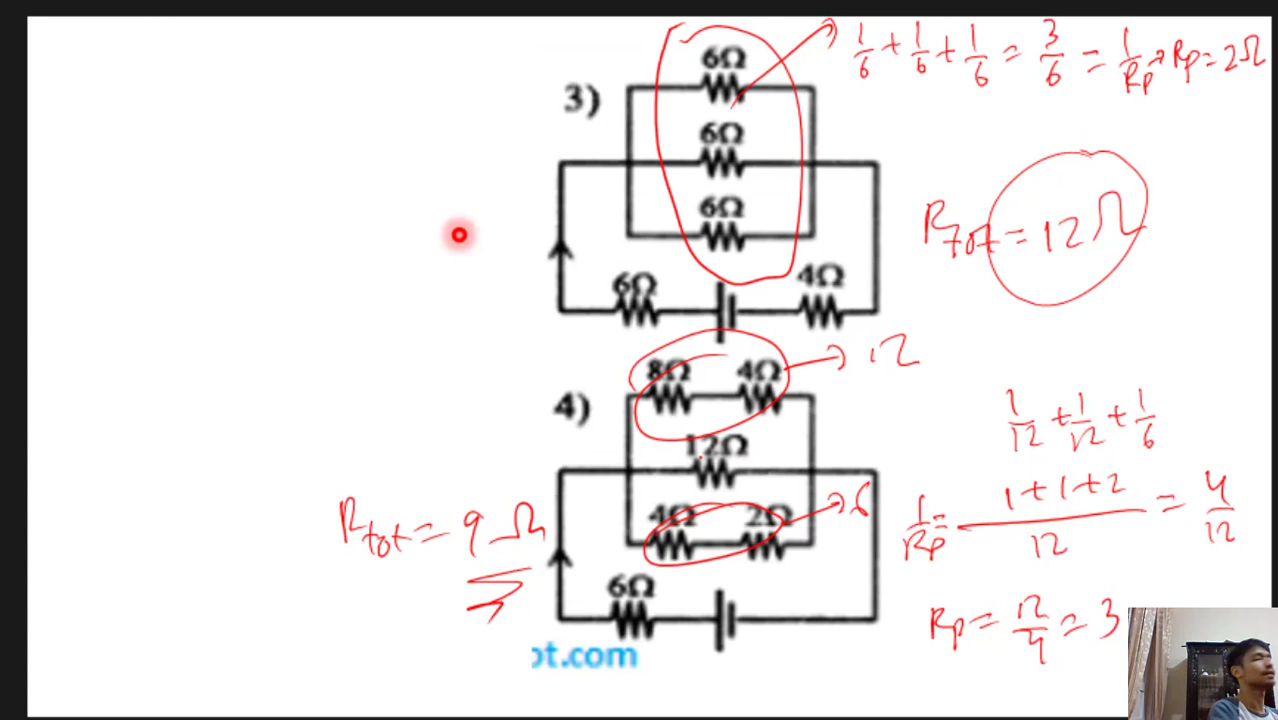 3)
6Ω
6Ω
6Ω
6Ω
4Ω
1/6 + 1/6 + 1/6 = 3/6 = 1/Rp → Rp = 2Ω
Rtot = 12 Ω
4)
8Ω 4Ω → 12
12Ω
4Ω 2Ω → 6
6Ω
1/12 + 1/12 + 1/6
1/Rp = (1+1+2)/12 = 4/12
Rp = 12/4 = 3
Rtot = 9 Ω
ot.com